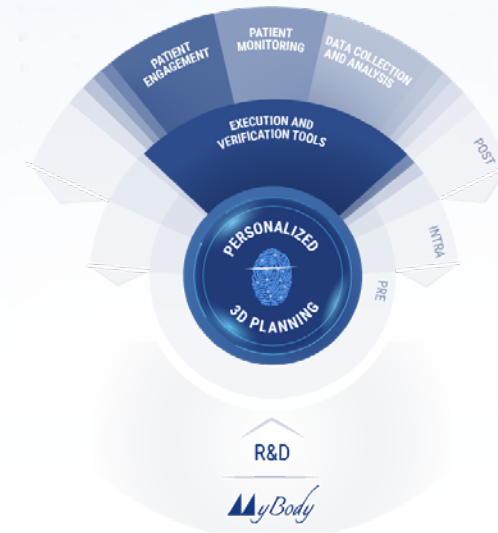 PATIENT
ENGAGEMENT
PATIENT
MONITORING
DATA COLLECTION
AND ANALYSIS
EXECUTION AND
VERIFICATION TOOLS
POST
INTRA
PRE
PERSONALIZED
3D PLANNING
R&D
MyBody